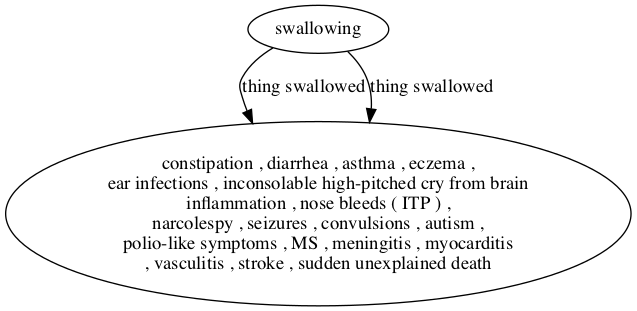 swallowing
thing swallowed thing swallowed
constipation , diarrhea , asthma , eczema ,
ear infections , inconsolable high-pitched cry from brain
inflammation , nose bleeds ( ITP ) ,
narcolespy , seizures , convulsions , autism ,
polio-like symptoms , MS , meningitis , myocarditis
, vasculitis , stroke , sudden unexplained death